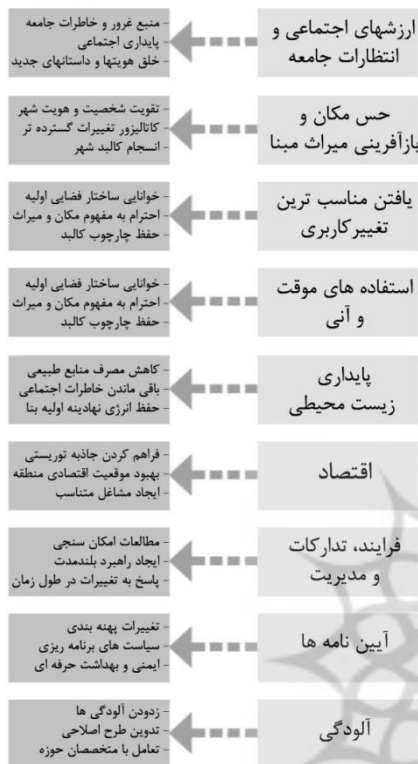 ارزشهای اجتماعی و
انتظارات جامعه
- منبع غرور و خاطرات جامعه
- پایداری اجتماعی
- خلق هویتها و داستانهای جدید
حس مکان و
بازآفرینی میراث مبنا
- تقویت شخصیت و هویت شهر
- کاتالیزور تغییرات گسترده تر
- انسجام کالبد شهر
یافتن مناسب ترین
تغییرکاربری
- خوانایی ساختار فضایی اولیه
- احترام به مفهوم مکان و میراث
- حفظ چارچوب کالبد
استفاده های موقت
و آنی
- خوانایی ساختار فضایی اولیه
- احترام به مفهوم مکان و میراث
- حفظ چارچوب کالبد
پایداری
زیست محیطی
- کاهش مصرف منابع طبیعی
- باقی ماندن خاطرات اجتماعی
- حفظ انرژی نهادینه اولیه بنا
اقتصاد
- فراهم کردن جاذبه توریستی
- بهبود موقعیت اقتصادی منطقه
- ایجاد مشاغل متناسب
فرایند، تدارکات
و مدیریت
- مطالعات امکان سنجی
- ایجاد راهبرد بلندمدت
- پاسخ به تغییرات در طول زمان
آیین نامه ها
- تغییرات پهنه بندی
- سیاست های برنامه ریزی
- ایمنی و بهداشت حرفه ای
آلودگی
- زدودن آلودگی ها
- تدوین طرح اصلاحی
- تعامل با متخصصان حوزه